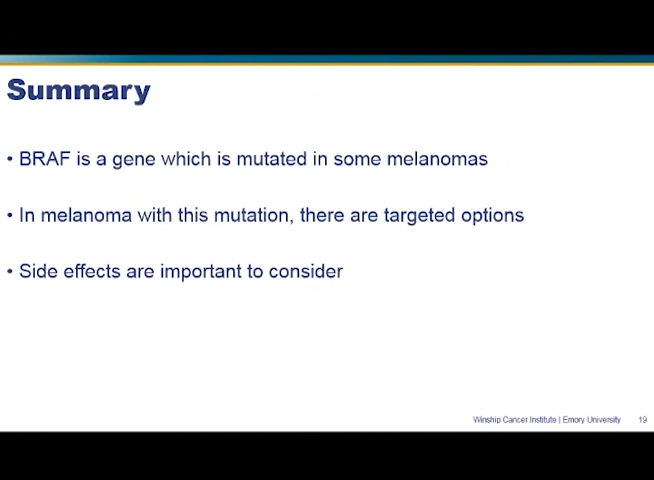 Summary
• BRAF is a gene which is mutated in some melanomas
• In melanoma with this mutation, there are targeted options
• Side effects are important to consider
Winship Cancer Institute | Emory University 19